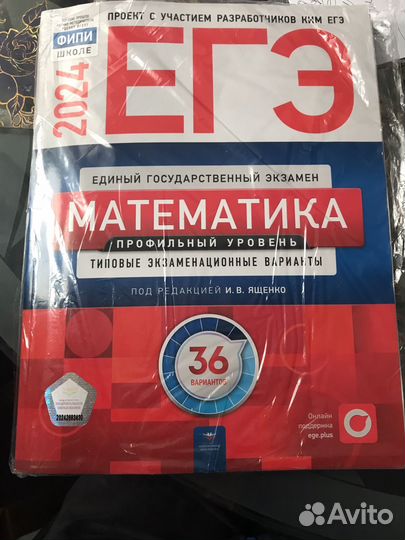 ПРОЕКТ С УЧАСТИЕМ РАЗРАБОТЧИКОВ КИМ ЕГЭ
ФИПИ
ШКОЛЕ
2024
ЕГЭ
ЕДИНЫЙ ГОСУДАРСТВЕННЫЙ ЭКЗАМЕН
МАТЕМАТИКА
ПРОФИЛЬНЫЙ УРОВЕНЬ
ТИПОВЫЕ ЭКЗАМЕНАЦИОННЫЕ ВАРИАНТЫ
ПОД РЕДАКЦИЕЙ И. В. ЯЩЕНКО
36
ВАРИАНТОВ
Онлайн
поддержка
ege.plus
Avito